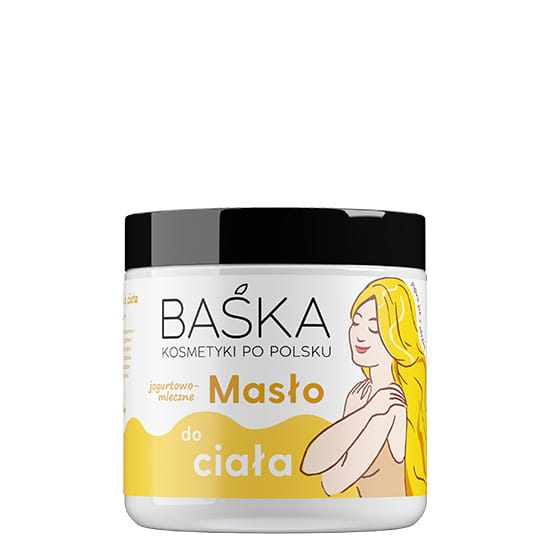 BAŚKA
KOSMETYKI PO POLSKU
jogurtowo-
mleczne
Masło
do
ciała